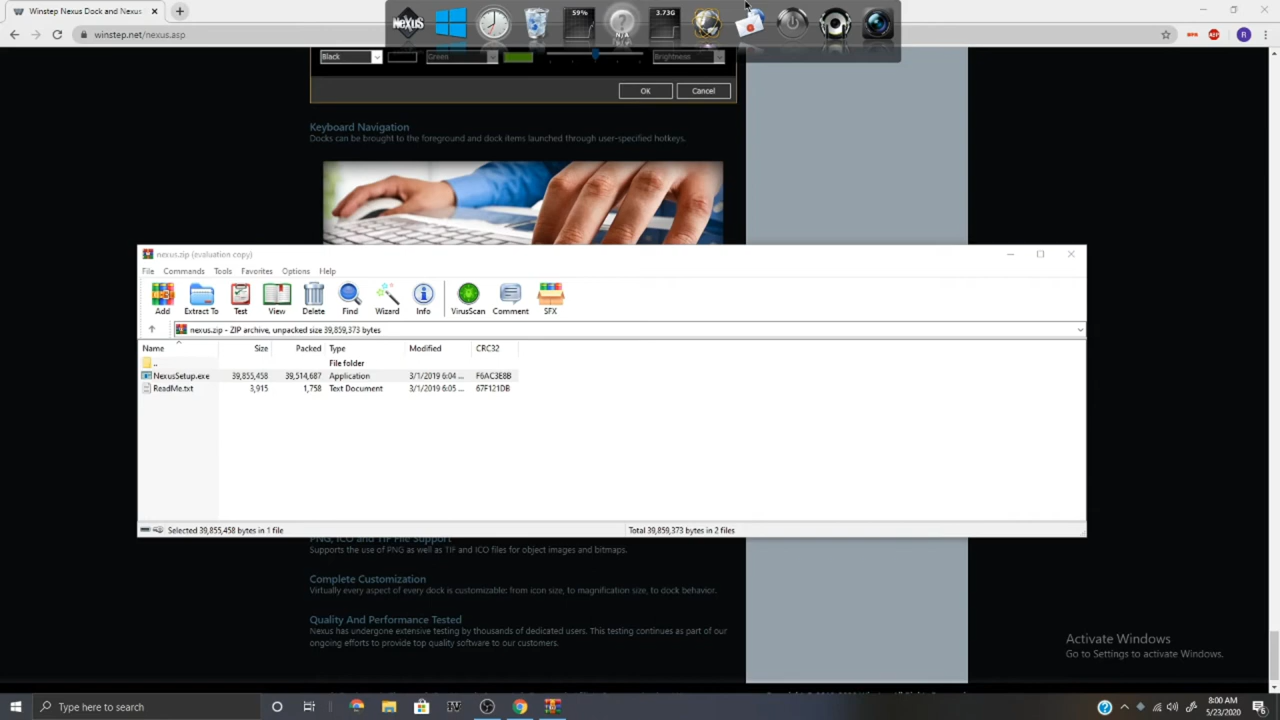 Winstep Nexus Dock and Nexus
winstep.net/nexus.asp
NeXuS
59%
N/A
3.73G
Black
Green
Brightness
OK
Cancel
Keyboard Navigation
Docks can be brought to the foreground and dock items launched through user-specified hotkeys.
nexus.zip (evaluation copy)
File Commands Tools Favorites Options Help
Add Extract To Test View Delete Find Wizard Info VirusScan Comment SFX
nexus.zip - ZIP archive, unpacked size 39,859,373 bytes
Name Size Packed Type Modified CRC32
.. File folder
NexusSetup.exe 39,855,458 39,514,687 Application 3/1/2019 6:04 ... F6AC3E8B
ReadMe.txt 3,915 1,758 Text Document 3/1/2019 6:05 ... 67F121DB
Selected 39,855,458 bytes in 1 file
Total 39,859,373 bytes in 2 files
PNG, ICO and TIF File Support
Supports the use of PNG as well as TIF and ICO files for object images and bitmaps.
Complete Customization
Virtually every aspect of every dock is customizable: from icon size, to magnification size, to dock behavior.
Quality And Performance Tested
Nexus has undergone extensive testing by thousands of dedicated users. This testing continues as part of our
ongoing efforts to provide top quality software to our customers.
Activate Windows
Go to Settings to activate Windows.
Type here to search
8:00 AM
5/23/2020
6